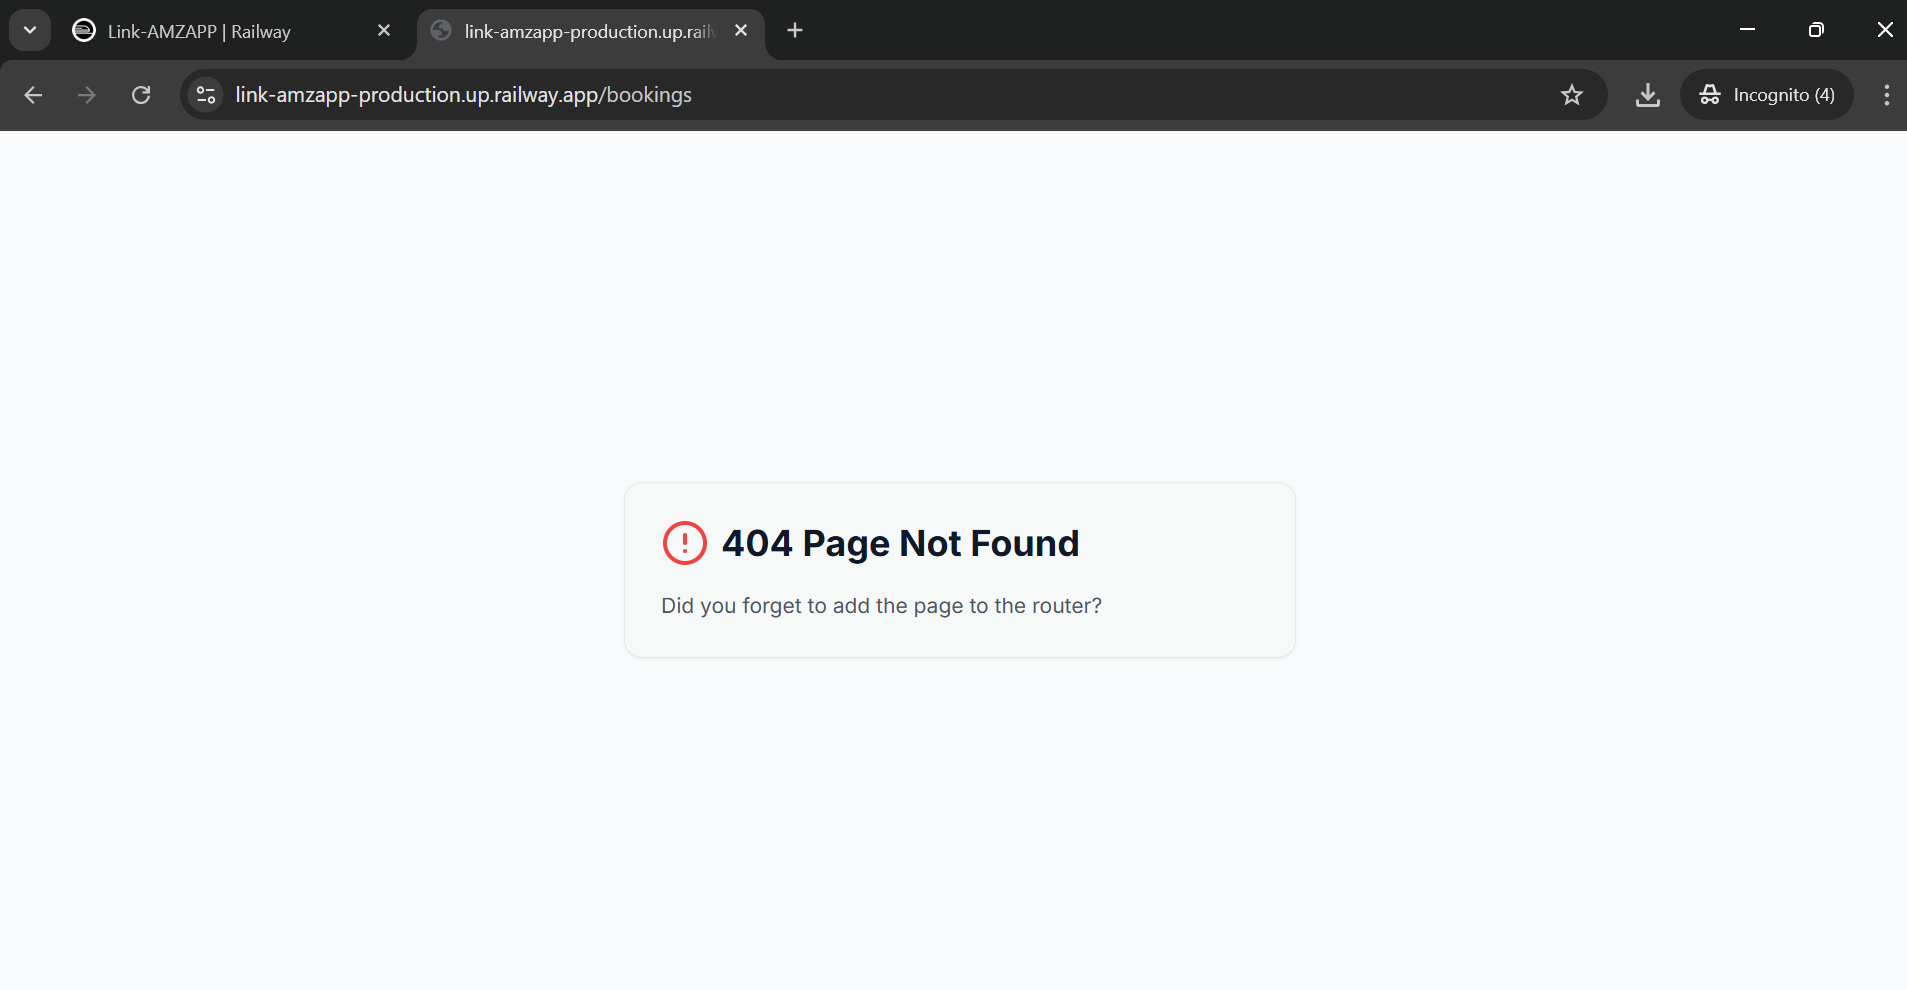 Link-AMZAPP | Railway
link-amzapp-production.up.rail
link-amzapp-production.up.railway.app/bookings
Incognito (4)
404 Page Not Found
Did you forget to add the page to the router?